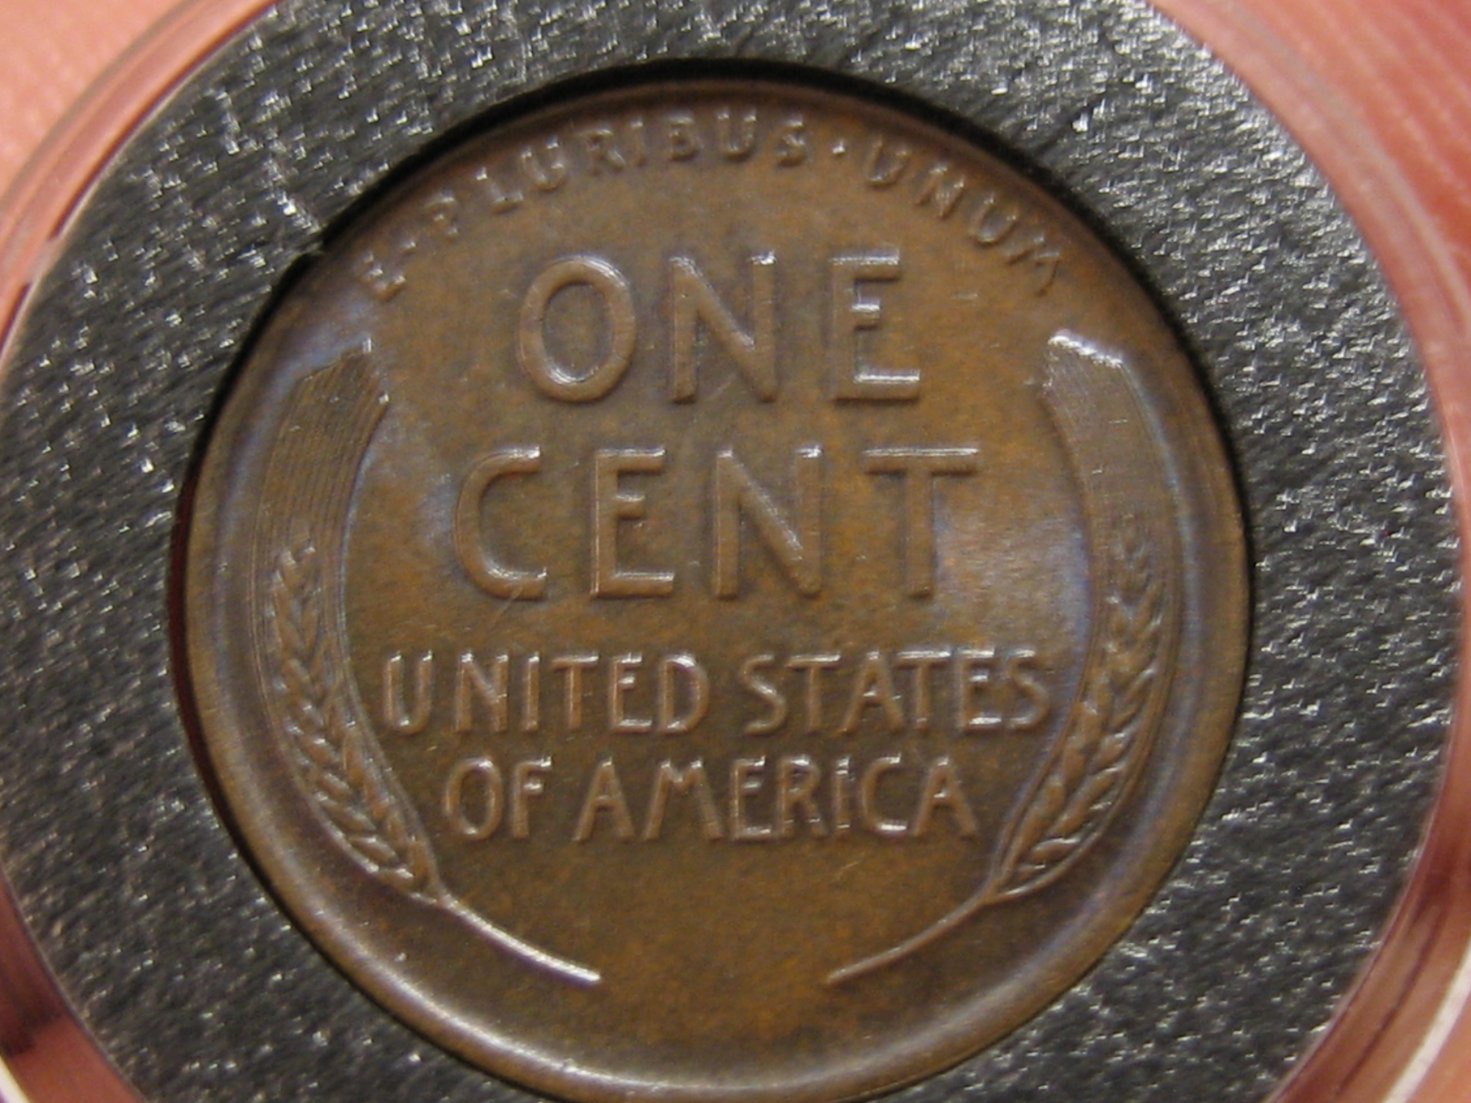 E·PLURIBUS·UNUM
ONE
CENT
UNITED STATES
OF AMERICA